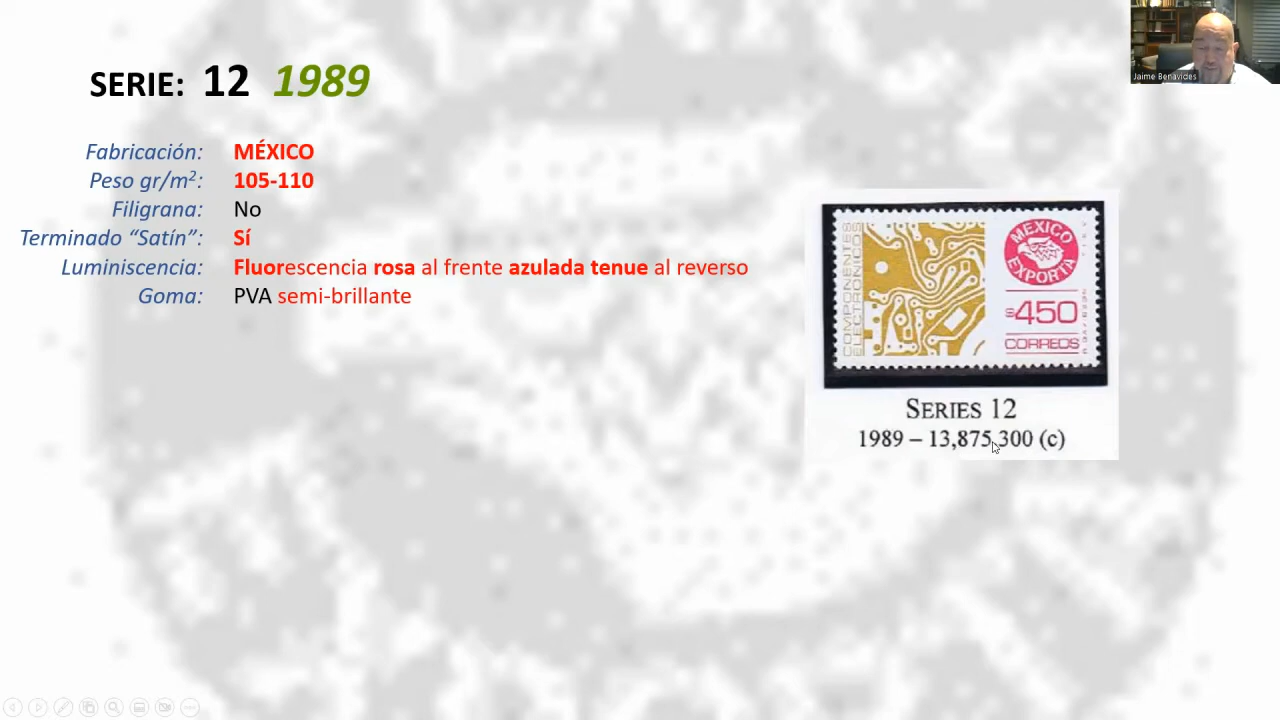 SERIE: 12 1989
Jaime Benavides
Fabricación: MÉXICO
Peso gr/m²: 105-110
Filigrana: No
Terminado “Satín”: Sí
Luminiscencia: Fluorescencia rosa al frente azulada tenue al reverso
Goma: PVA semi-brillante
COMPONENTES
ELECTRONICOS
MEXICO
EXPORTA
$450
CORREOS
SERIES 12
1989 – 13,875,300 (c)